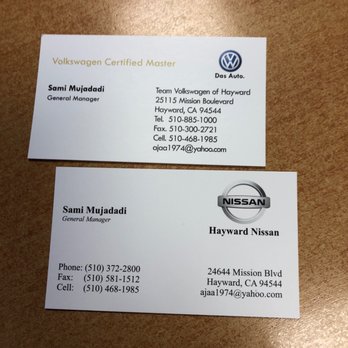 Volkswagen Certified Master
Das Auto.
Sami Mujadadi
General Manager
Team Volkswagen of Hayward
25115 Mission Boulevard
Hayward, CA 94544
Tel. 510-885-1000
Fax. 510-300-2721
Cell. 510-468-1985
ajaa1974@yahoo.com
NISSAN
Sami Mujadadi
General Manager
Hayward Nissan
Phone: (510) 372-2800
Fax: (510) 581-1512
Cell: (510) 468-1985
24644 Mission Blvd
Hayward, CA 94544
ajaa1974@yahoo.com